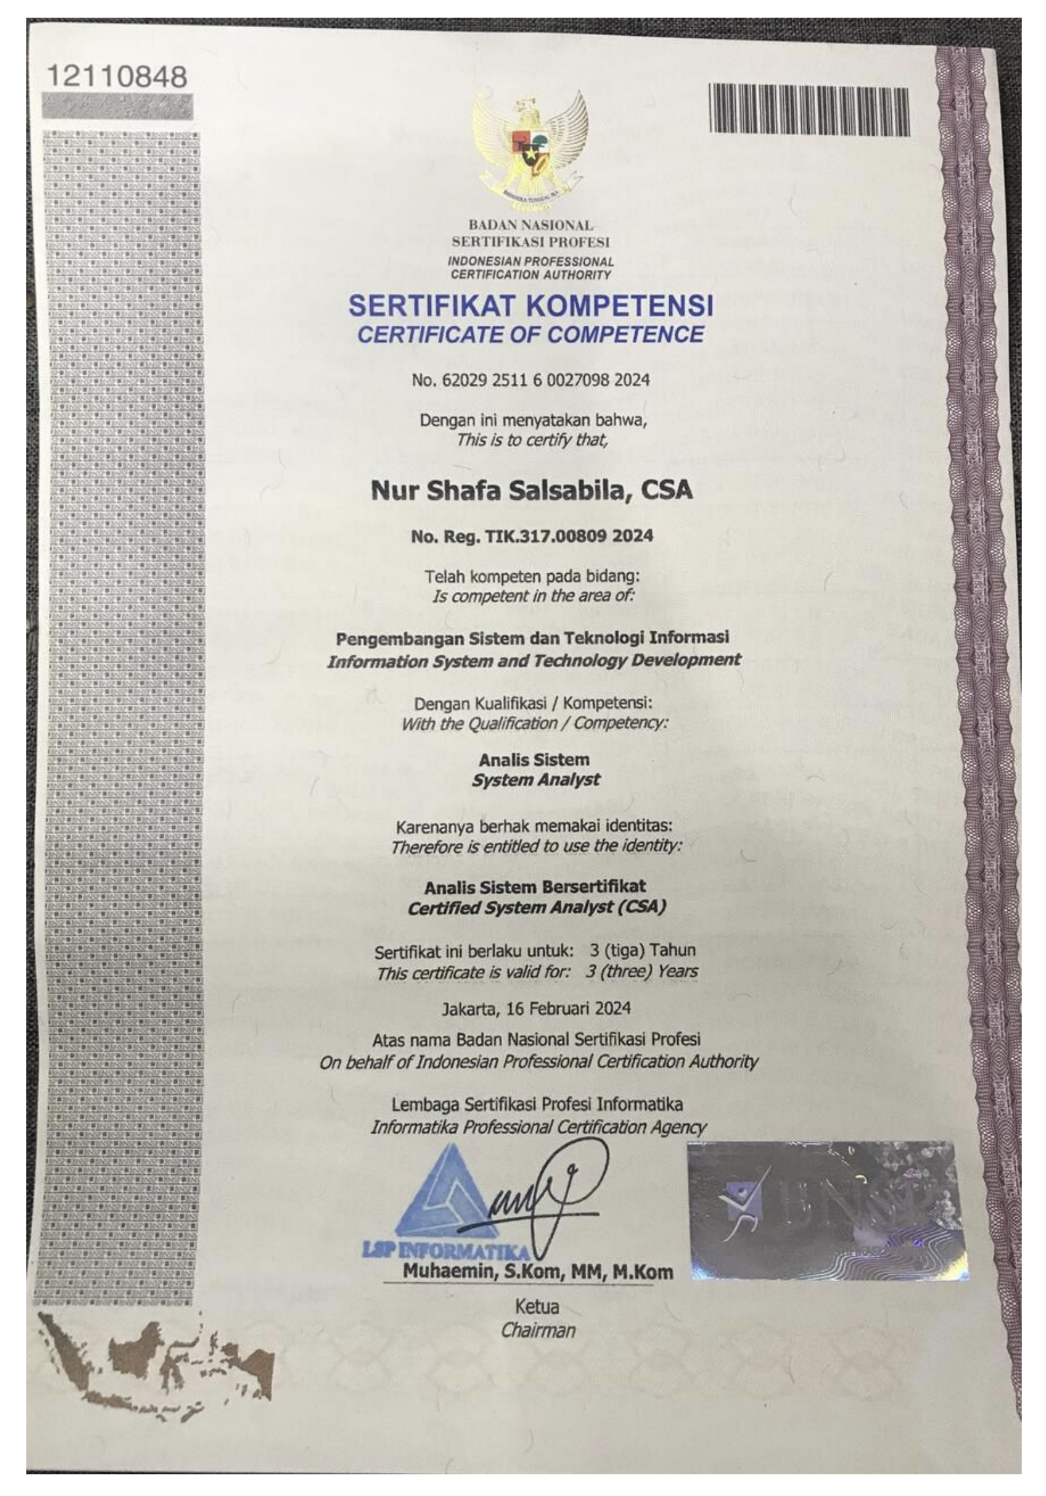 12110848
BADAN NASIONAL
SERTIFIKASI PROFESI
INDONESIAN PROFESSIONAL
CERTIFICATION AUTHORITY
SERTIFIKAT KOMPETENSI
CERTIFICATE OF COMPETENCE
No. 62029 2511 6 0027098 2024
Dengan ini menyatakan bahwa,
This is to certify that,
Nur Shafa Salsabila, CSA
No. Reg. TIK.317.00809 2024
Telah kompeten pada bidang:
Is competent in the area of:
Pengembangan Sistem dan Teknologi Informasi
Information System and Technology Development
Dengan Kualifikasi / Kompetensi:
With the Qualification / Competency:
Analis Sistem
System Analyst
Karenanya berhak memakai identitas:
Therefore is entitled to use the identity:
Analis Sistem Bersertifikat
Certified System Analyst (CSA)
Sertifikat ini berlaku untuk: 3 (tiga) Tahun
This certificate is valid for: 3 (three) Years
Jakarta, 16 Februari 2024
Atas nama Badan Nasional Sertifikasi Profesi
On behalf of Indonesian Professional Certification Authority
Lembaga Sertifikasi Profesi Informatika
Informatika Professional Certification Agency
LSP INFORMATIKA
Muhaemin, S.Kom, MM, M.Kom
Ketua
Chairman